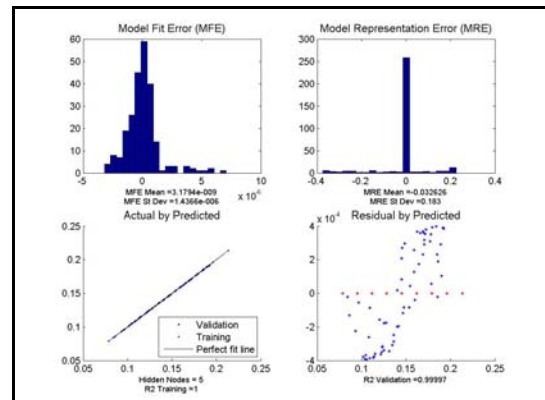 Model Fit Error (MFE)
60
50
40
30
20
10
0
-5
0
5
10
x 10^-6
MFE Mean =3.1794e-009
MFE St Dev =1.4366e-006
Model Representation Error (MRE)
300
250
200
150
100
50
0
-0.4
-0.2
0
0.2
0.4
MRE Mean =-0.032626
MRE St Dev =0.183
Actual by Predicted
0.25
0.2
0.15
0.1
0.05
0.05
0.1
0.15
0.2
0.25
Validation
Training
Perfect fit line
Hidden Nodes = 5
R2 Training =1
Residual by Predicted
x 10^-4
4
2
0
-2
-4
0.05
0.1
0.15
0.2
0.25
R2 Validation =0.99997